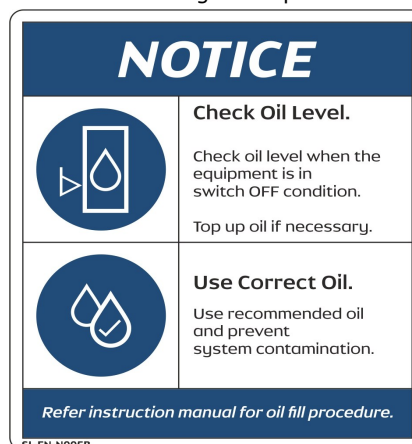 NOTICE
Check Oil Level.
Check oil level when the
equipment is in
switch OFF condition.
Top up oil if necessary.
Use Correct Oil.
Use recommended oil
and prevent
system contamination.
Refer instruction manual for oil fill procedure.